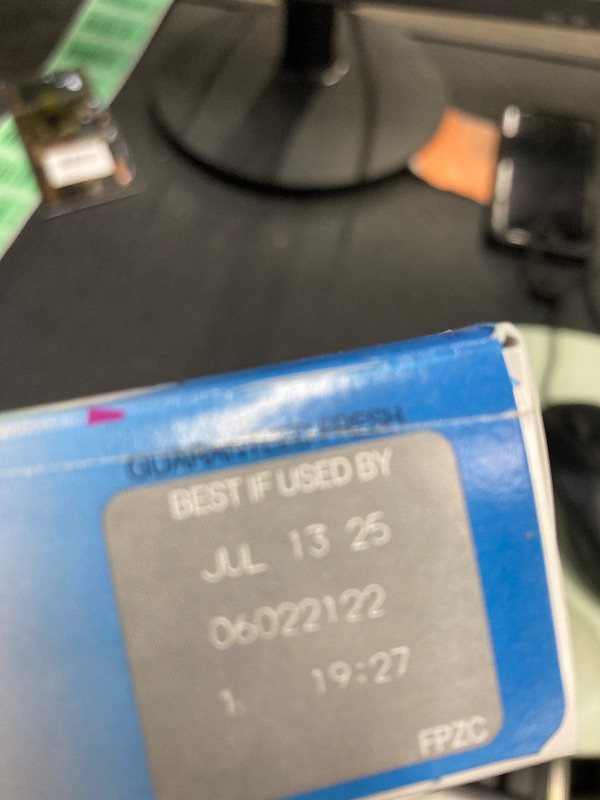 GUARANTEED FRESH
BEST IF USED BY
JUL 13 25
06022122
1 19:27
FPZC